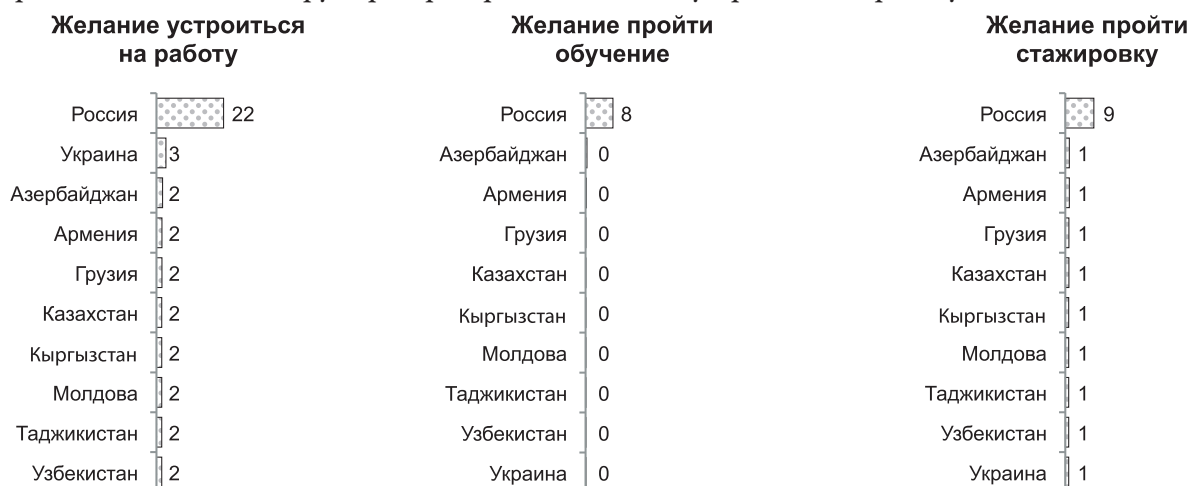 Желание устроиться
на работу
Россия 22
Украина 3
Азербайджан 2
Армения 2
Грузия 2
Казахстан 2
Кыргызстан 2
Молдова 2
Таджикистан 2
Узбекистан 2
Желание пройти
обучение
Россия 8
Азербайджан 0
Армения 0
Грузия 0
Казахстан 0
Кыргызстан 0
Молдова 0
Таджикистан 0
Узбекистан 0
Украина 0
Желание пройти
стажировку
Россия 9
Азербайджан 1
Армения 1
Грузия 1
Казахстан 1
Кыргызстан 1
Молдова 1
Таджикистан 1
Узбекистан 1
Украина 1